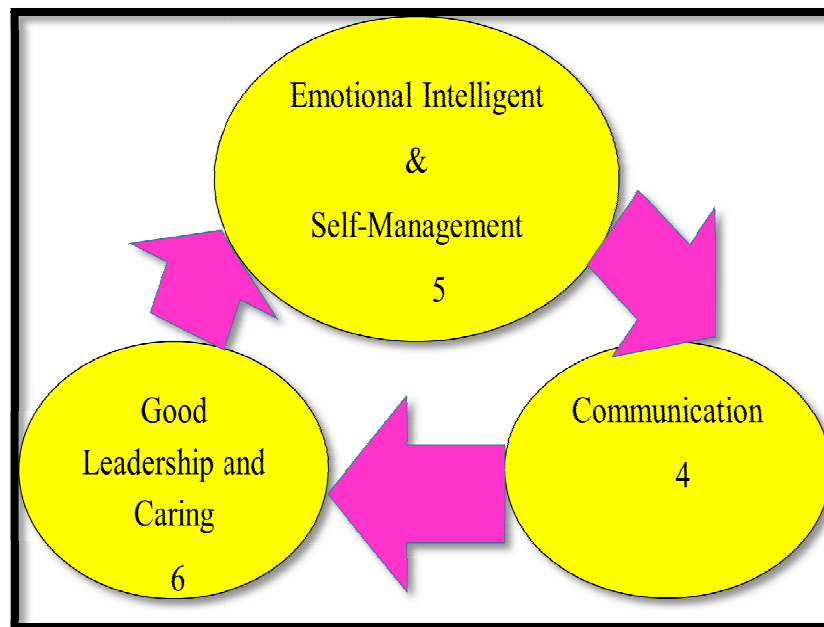 Emotional Intelligent
&
Self-Management
5
Good
Leadership and
Caring
6
Communication
4